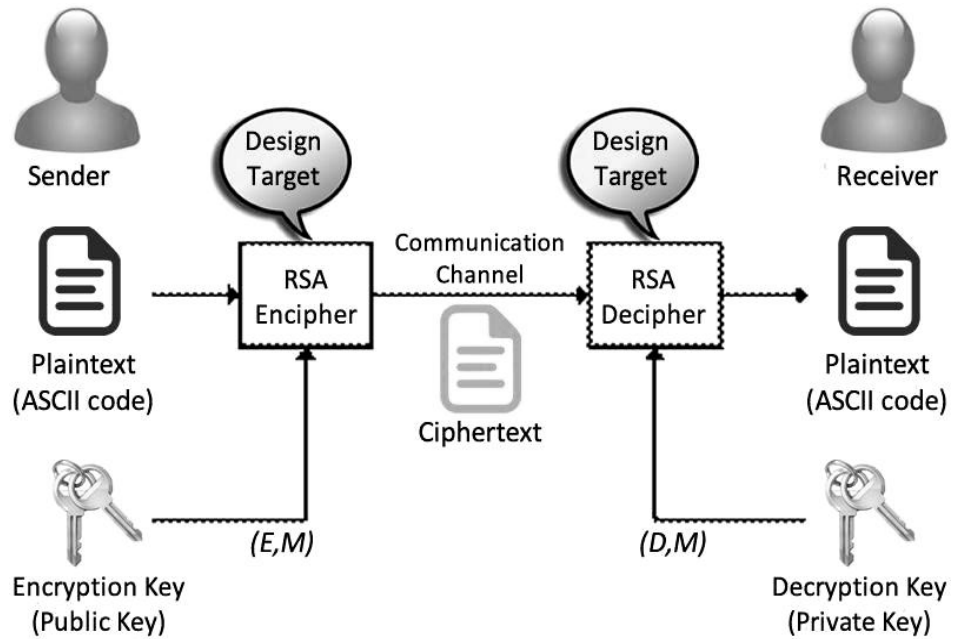 Sender
Receiver
Design
Target
Design
Target
Communication
Channel
RSA
Encipher
RSA
Decipher
Plaintext
(ASCII code)
Ciphertext
Plaintext
(ASCII code)
(E,M)
(D,M)
Encryption Key
(Public Key)
Decryption Key
(Private Key)